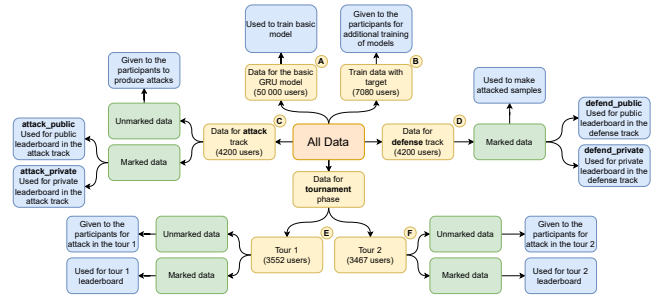 Used to train basic
model
Given to the
participants for
additional training
of models
A
B
Data for the basic
GRU model
(50 000 users)
Train data with
target
(7080 users)
Given to the
participants to
produce attacks
Used to make
attacked samples
Unmarked data
attack_public
Used for public
leaderboard in the
attack track
Marked data
attack_private
Used for private
leaderboard in the
attack track
C
Data for attack
track
(4200 users)
All Data
D
Data for defense track
(4200 users)
Marked data
defend_public
Used for public
leaderboard in the
defense track
defend_private
Used for private
leaderboard in the
defense track
Data for
tournament
phase
Given to the
participants for
attack in the tour 1
Unmarked data
E
Tour 1
(3552 users)
Used for tour 1
leaderboard
Marked data
F
Tour 2
(3467 users)
Unmarked data
Given to the
participants for
attack in the tour 2
Marked data
Used for tour 2
leaderboard